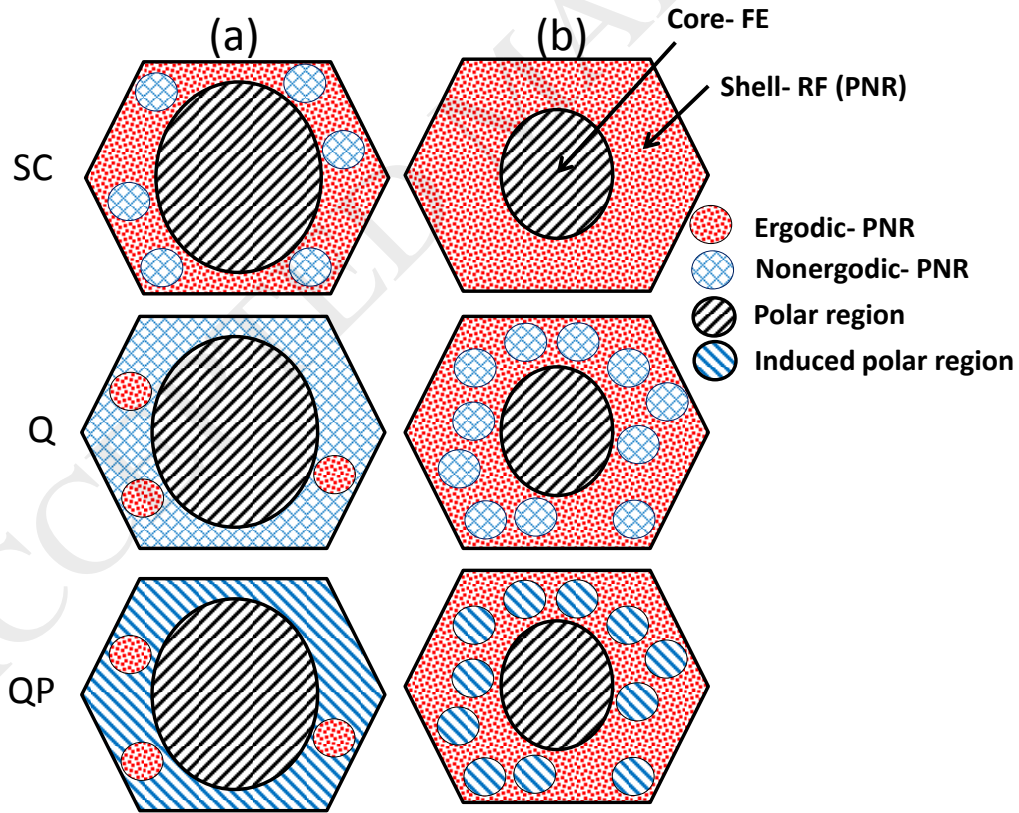 (a)
(b)
Core- FE
Shell- RF (PNR)
SC
Ergodic- PNR
Nonergodic- PNR
Polar region
Induced polar region
Q
QP